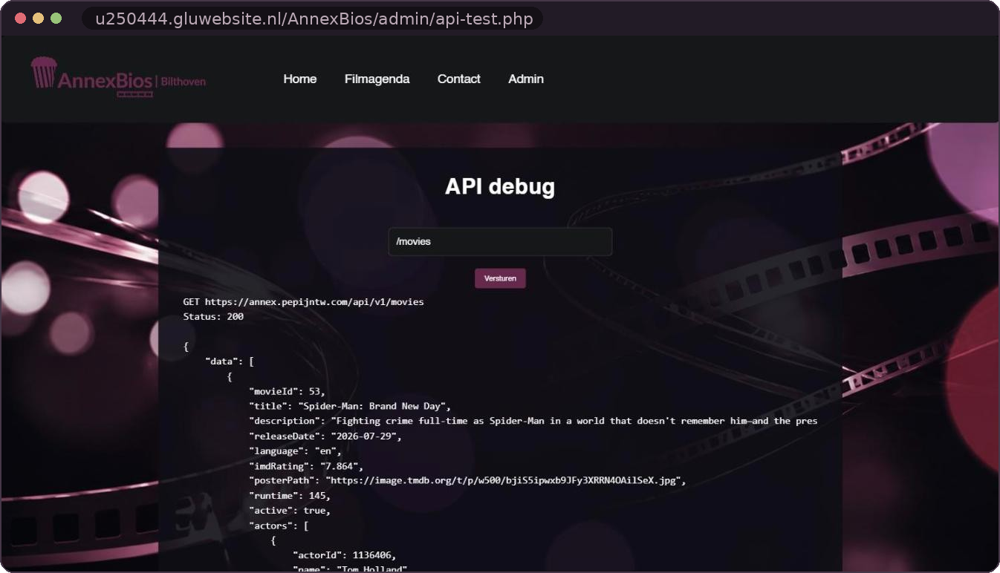 u250444.gluwebsite.nl/AnnexBios/admin/api-test.php
AnnexBios | Bilthoven
Home Filmagenda Contact Admin
API debug
/movies
Versturen
GET https://annex.pepijntw.com/api/v1/movies
Status: 200
{
"data": [
{
"movieId": 53,
"title": "Spider-Man: Brand New Day",
"description": "Fighting crime full-time as Spider-Man in a world that doesn't remember him—and the pres
"releaseDate": "2026-07-29",
"language": "en",
"imdRating": "7.864",
"posterPath": "https://image.tmdb.org/t/p/w500/bjiS5ipwxb9JFy3XRRN4OAilSeX.jpg",
"runtime": 145,
"active": true,
"actors": [
{
"actorId": 1136406,
"name": "Tom Holland"